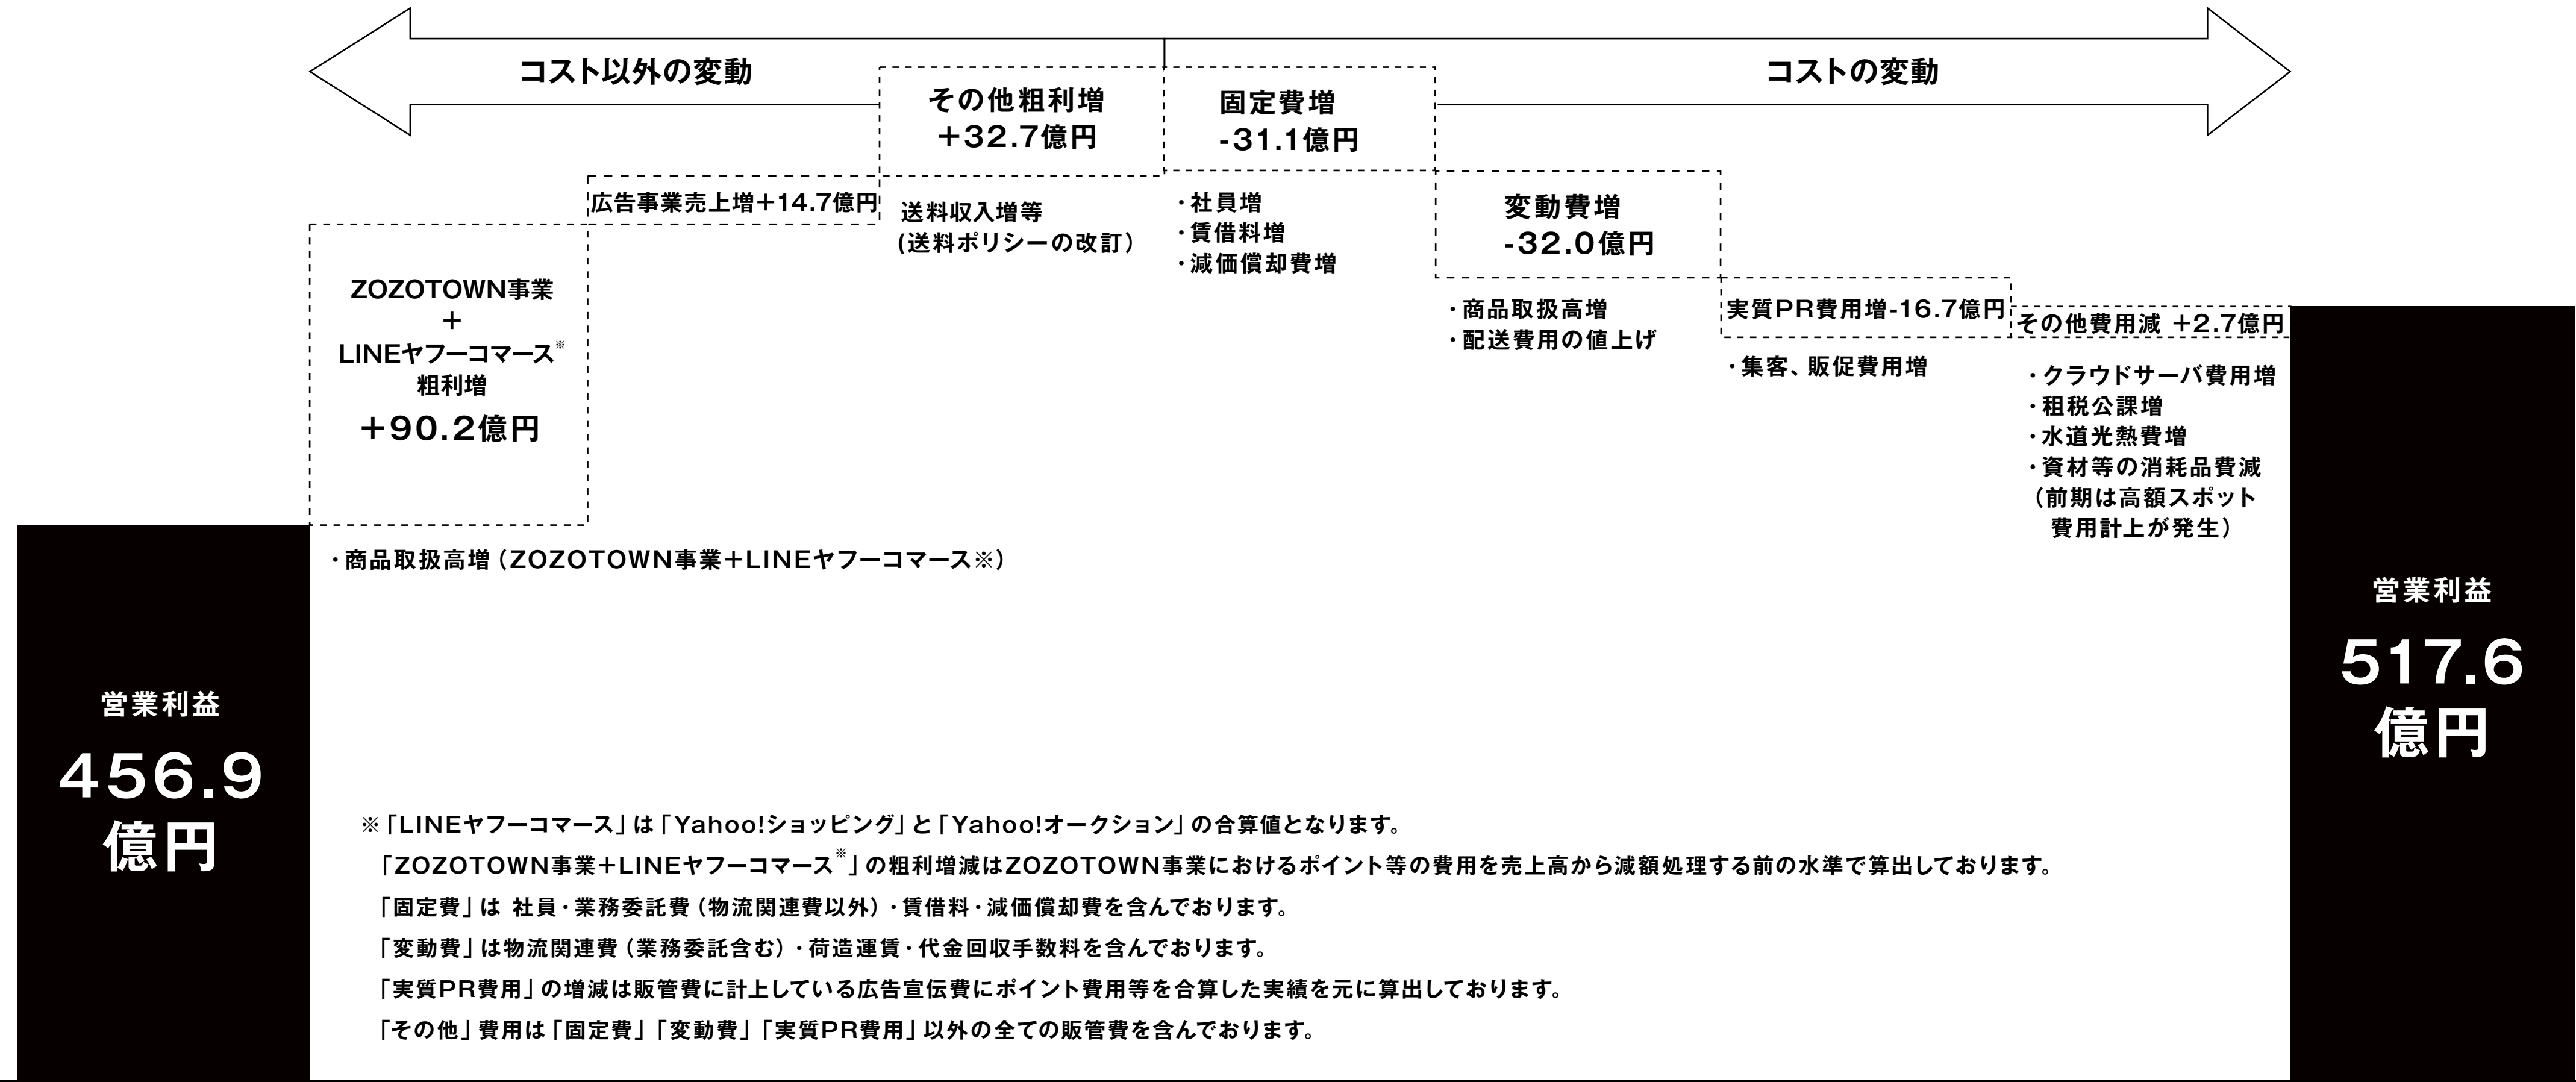 コスト以外の変動
コストの変動
営業利益
456.9
億円
ZOZOTOWN事業
＋
LINEヤフーコマース※
粗利増
＋90.2億円
・商品取扱高増（ZOZOTOWN事業＋LINEヤフーコマース※）
広告事業売上増＋14.7億円
その他粗利増
＋32.7億円
送料収入増等
(送料ポリシーの改訂）
固定費増
-31.1億円
・社員増
・賃借料増
・減価償却費増
変動費増
-32.0億円
・商品取扱高増
・配送費用の値上げ
実質PR費用増-16.7億円
・集客、販促費用増
その他費用減 ＋2.7億円
・クラウドサーバ費用増
・租税公課増
・水道光熱費増
・資材等の消耗品費減
（前期は高額スポット
費用計上が発生）
営業利益
517.6
億円
※「LINEヤフーコマース」は「Yahoo!ショッピング」と「Yahoo!オークション」の合算値となります。
「ZOZOTOWN事業＋LINEヤフーコマース※」の粗利増減はZOZOTOWN事業におけるポイント等の費用を売上高から減額処理する前の水準で算出しております。
「固定費」は 社員・業務委託費（物流関連費以外）・賃借料・減価償却費を含んでおります。
「変動費」は物流関連費（業務委託含む）・荷造運賃・代金回収手数料を含んでおります。
「実質PR費用」の増減は販管費に計上している広告宣伝費にポイント費用等を合算した実績を元に算出しております。
「その他」費用は「固定費」「変動費」「実質PR費用」以外の全ての販管費を含んでおります。